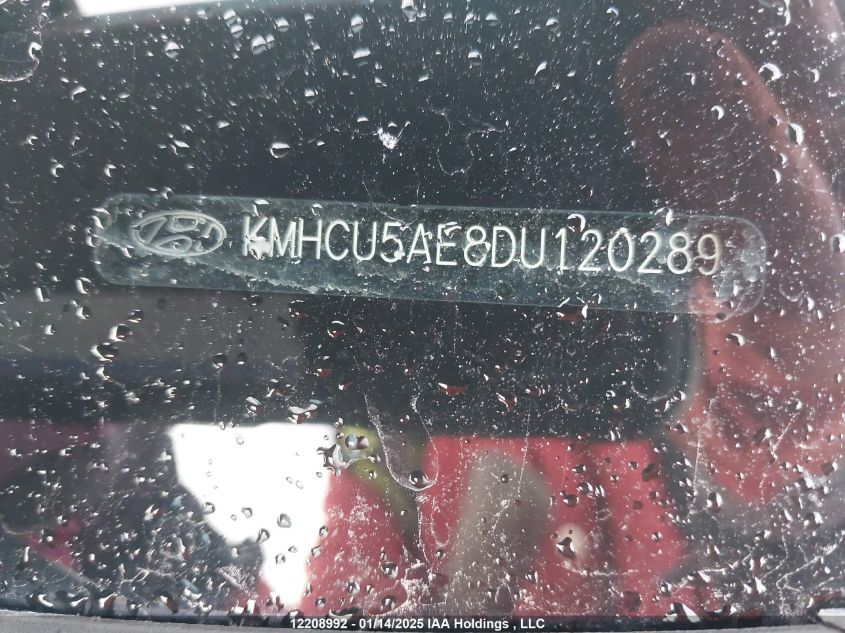 KMHCU5AE8DU120289
12208992 - 01/14/2025 IAA Holdings , LLC